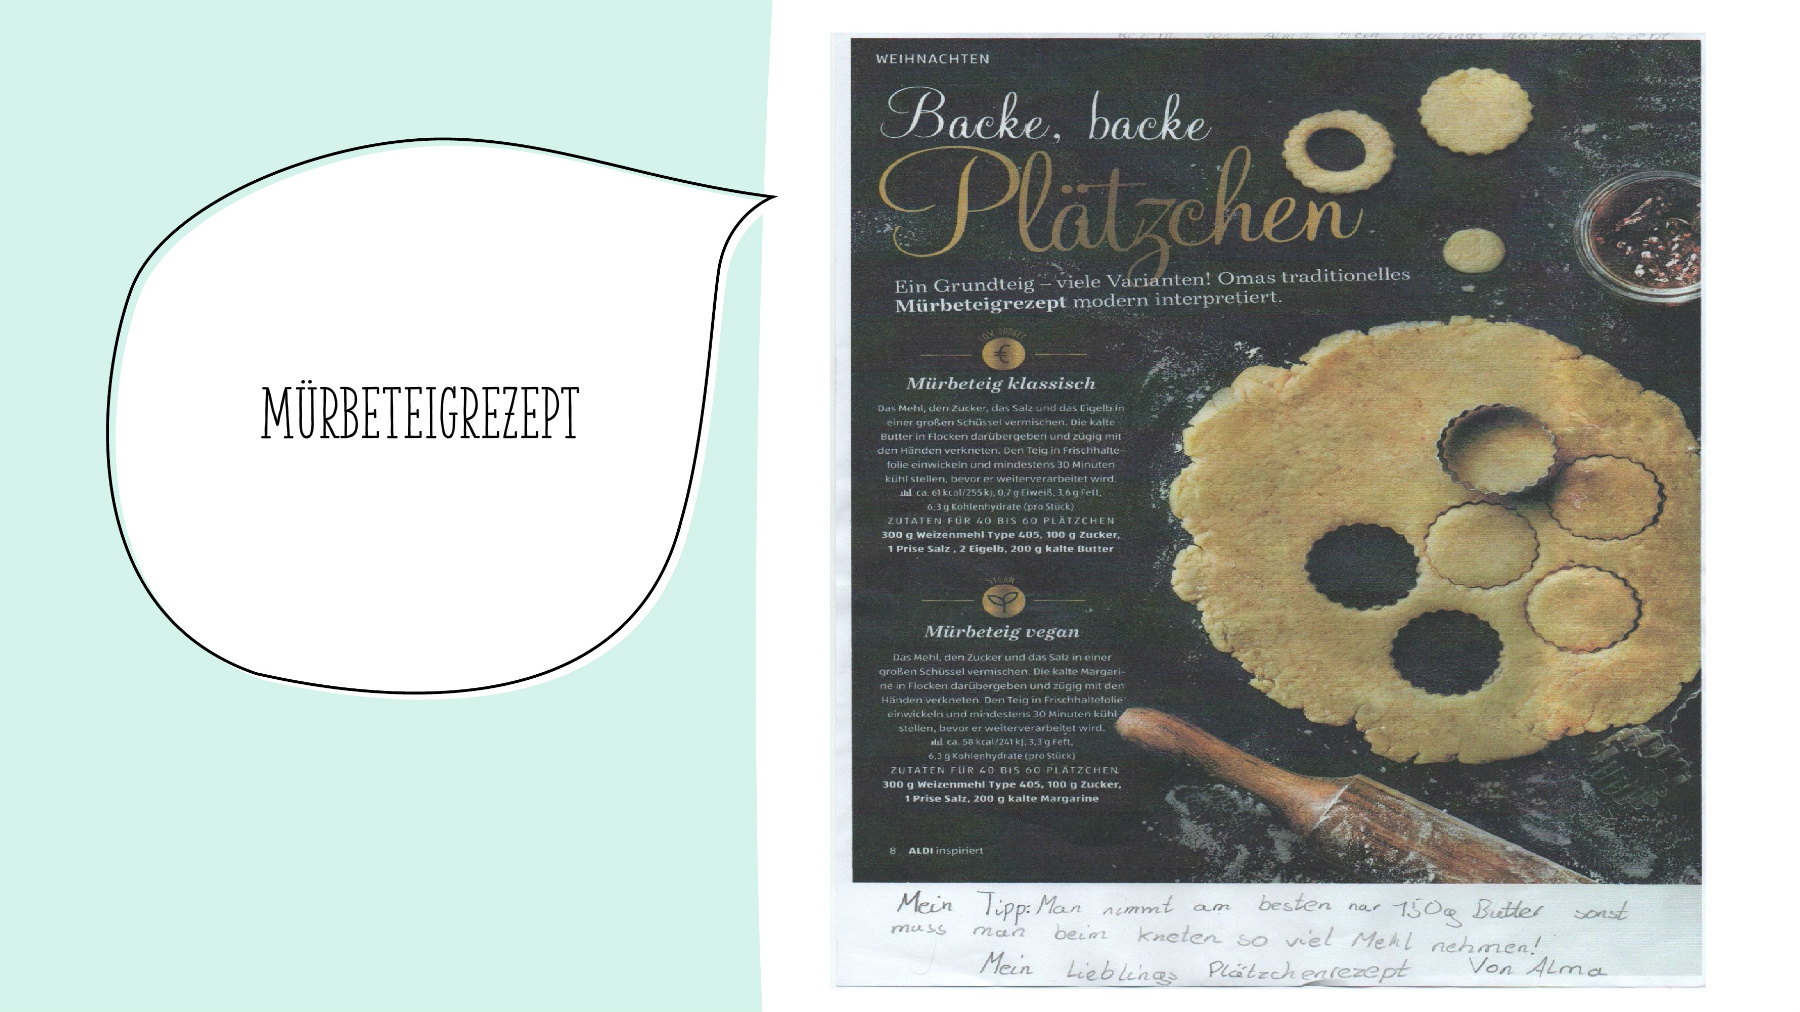 MÜRBETEIGREZEPT
WEIHNACHTEN
Backe, backe
Plätzchen
Ein Grundteig – viele Varianten! Omas traditionelles
Mürbeteigrezept modern interpretiert.
LOW BUDGET
€
Mürbeteig klassisch
Das Mehl, den Zucker, das Salz und das Eigelb in
einer großen Schüssel vermischen. Die kalte
Butter in Flocken darübergeben und zügig mit
den Händen verkneten. Den Teig in Frischhalte-
folie einwickeln und mindestens 30 Minuten
kühl stellen, bevor er weiterverarbeitet wird.
ca. 61 kcal/255 kJ, 0,7 g Eiweiß, 3,6 g Fett,
6,3 g Kohlenhydrate (pro Stück)
ZUTATEN FÜR 40 BIS 60 PLÄTZCHEN
300 g Weizenmehl Type 405, 100 g Zucker,
1 Prise Salz , 2 Eigelb, 200 g kalte Butter
VEGAN
Mürbeteig vegan
Das Mehl, den Zucker und das Salz in einer
großen Schüssel vermischen. Die kalte Margari-
ne in Flocken darübergeben und zügig mit den
Händen verkneten. Den Teig in Frischhaltefolie
einwickeln und mindestens 30 Minuten kühl
stellen, bevor er weiterverarbeitet wird.
ca. 58 kcal/241 kJ, 3,3 g Fett,
6,3 g Kohlenhydrate (pro Stück)
ZUTATEN FÜR 40 BIS 60 PLÄTZCHEN
300 g Weizenmehl Type 405, 100 g Zucker,
1 Prise Salz, 200 g kalte Margarine
8 ALDI inspiriert
Mein Tipp: Man nimmt am besten nur 150g Butter sonst
muss man beim kneten so viel Mehl nehmen!
Mein Lieblings Plätzchenrezept Von Alma